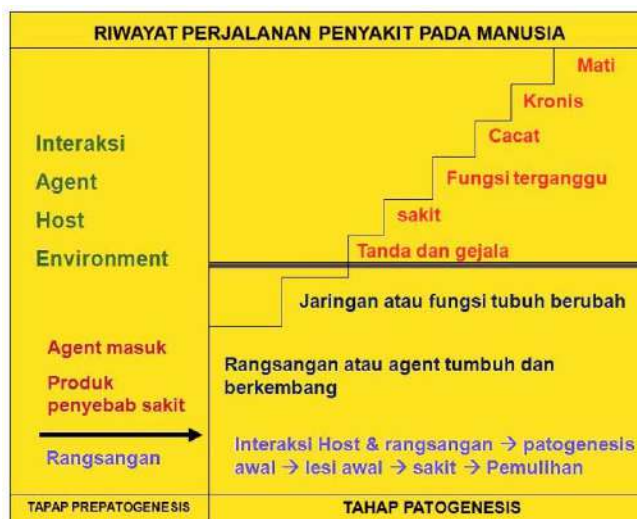 RIWAYAT PERJALANAN PENYAKIT PADA MANUSIA
Interaksi
Agent
Host
Environment
Agent masuk
Produk
penyebab sakit
Rangsangan
TAPAP PREPATOGENESIS
Mati
Kronis
Cacat
Fungsi terganggu
sakit
Tanda dan gejala
Jaringan atau fungsi tubuh berubah
Rangsangan atau agent tumbuh dan
berkembang
Interaksi Host & rangsangan → patogenesis
awal → lesi awal → sakit → Pemulihan
TAHAP PATOGENESIS